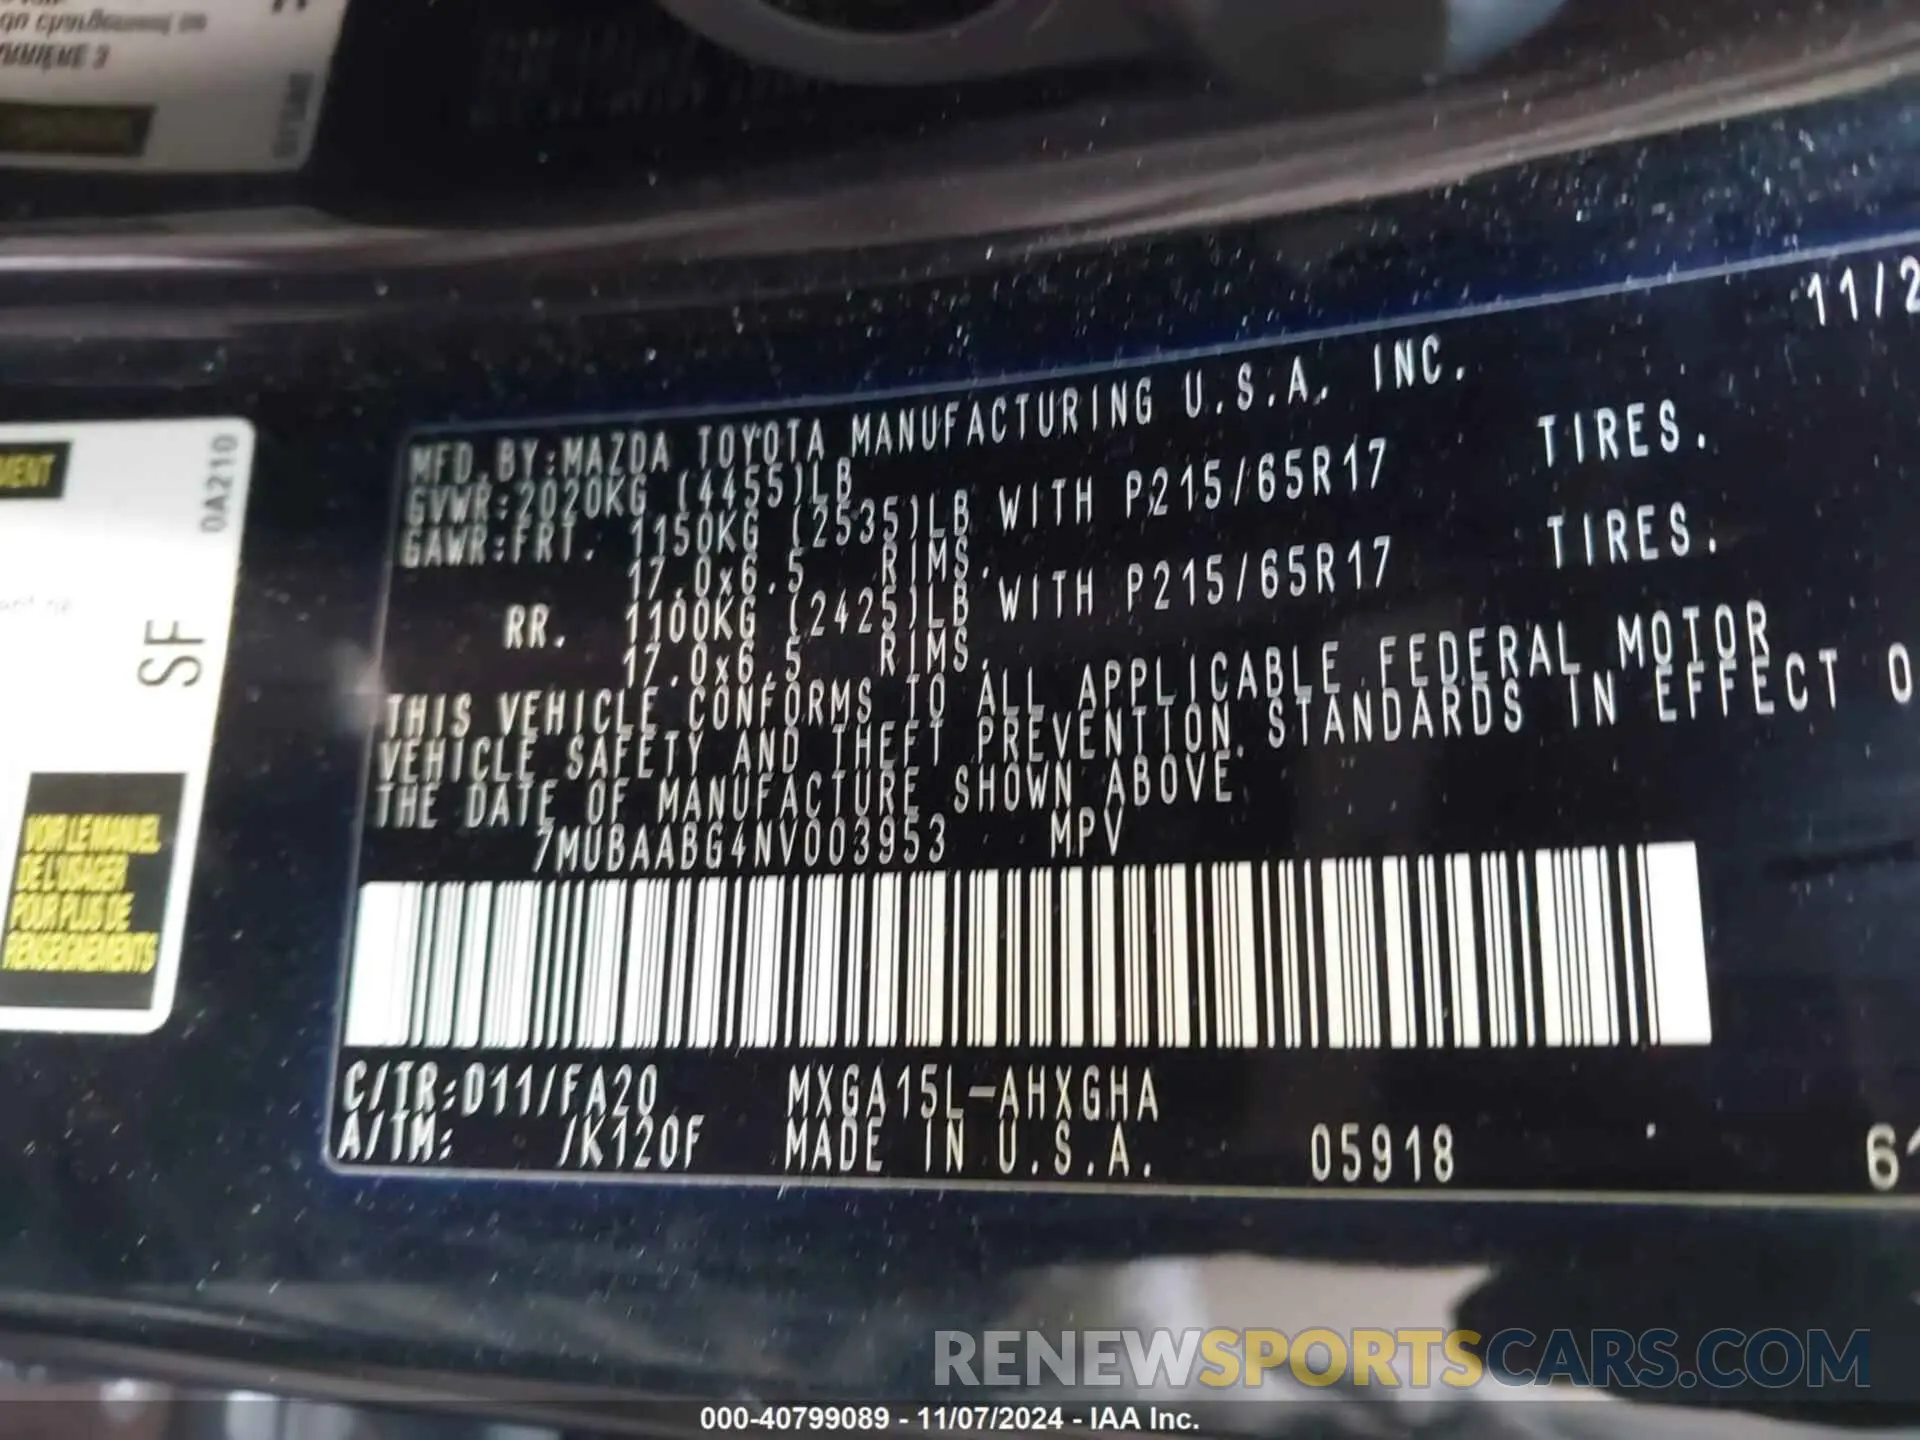 11/2
MFD.BY:MAZDA TOYOTA MANUFACTURING U.S.A. INC.
GVWR:2020KG (4455)LB
GAWR:FRT. 1150KG (2535)LB WITH P215/65R17 TIRES.
17.0x6.5 RIMS.
RR. 1100KG (2425)LB WITH P215/65R17 TIRES.
17.0x6.5 RIMS.
THIS VEHICLE CONFORMS TO ALL APPLICABLE FEDERAL MOTOR
VEHICLE SAFETY AND THEFT PREVENTION STANDARDS IN EFFECT O
THE DATE OF MANUFACTURE SHOWN ABOVE
7MUBAABG4NV003953 MPV
C/TR:D11/FA20 MXGA15L-AHXGHA
A/TM: /K120F MADE IN U.S.A. 05918 61
MENT
0A210
SF
VOIR LE MANUEL
DE L'USAGER
POUR PLUS DE
RENSEIGNEMENTS
RENEWSPORTSCARS.COM
000-40799089 - 11/07/2024 - IAA Inc.